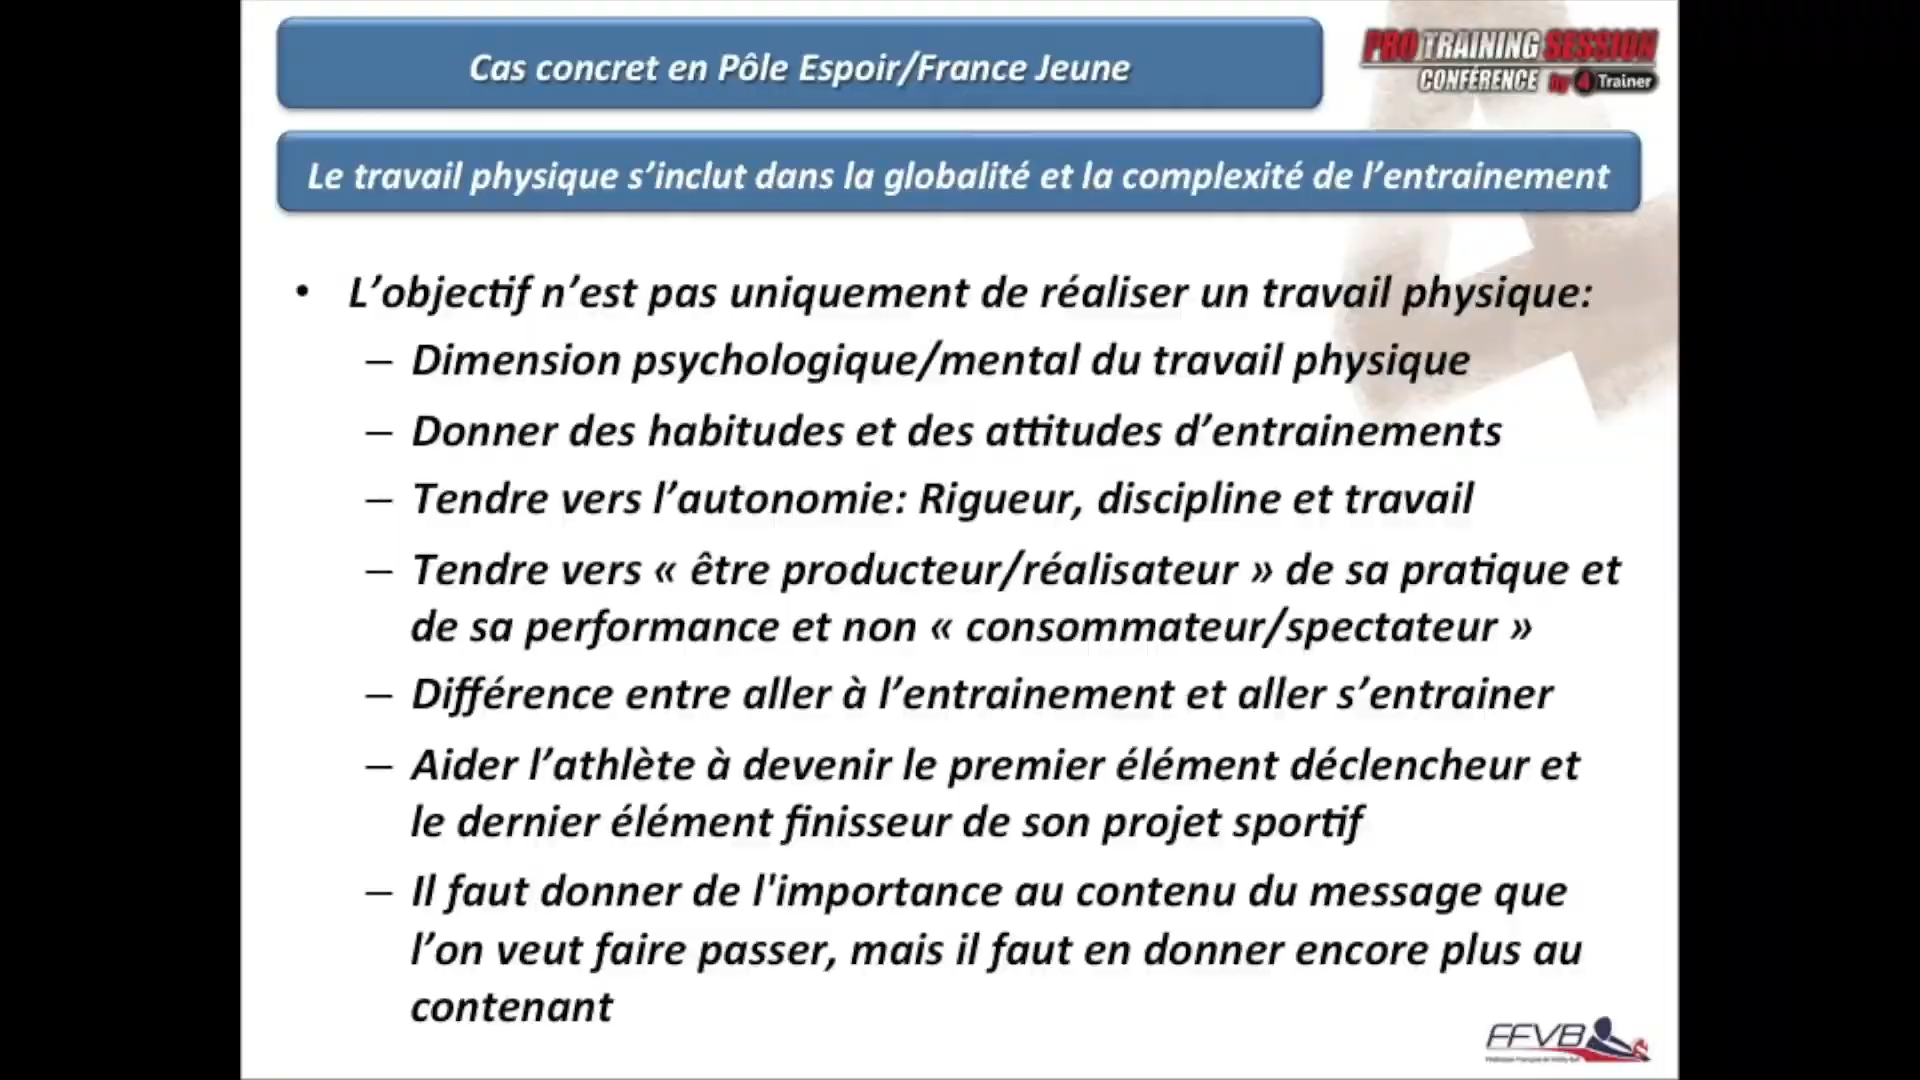 Cas concret en Pôle Espoir/France Jeune
PRO TRAINING SESSION
CONFÉRENCE by 4 Trainer
Le travail physique s’inclut dans la globalité et la complexité de l’entrainement
• L’objectif n’est pas uniquement de réaliser un travail physique:
– Dimension psychologique/mental du travail physique
– Donner des habitudes et des attitudes d’entrainements
– Tendre vers l’autonomie: Rigueur, discipline et travail
– Tendre vers « être producteur/réalisateur » de sa pratique et
de sa performance et non « consommateur/spectateur »
– Différence entre aller à l’entrainement et aller s’entrainer
– Aider l’athlète à devenir le premier élément déclencheur et
le dernier élément finisseur de son projet sportif
– Il faut donner de l'importance au contenu du message que
l’on veut faire passer, mais il faut en donner encore plus au
contenant
FFVB